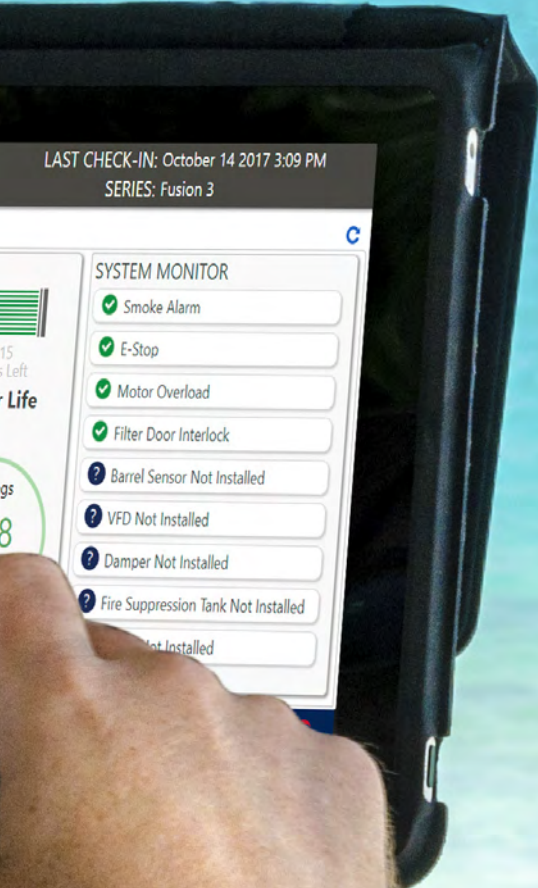 LAST CHECK-IN: October 14 2017 3:09 PM
SERIES: Fusion 3
SYSTEM MONITOR
Smoke Alarm
E-Stop
Motor Overload
Filter Door Interlock
Barrel Sensor Not Installed
VFD Not Installed
Damper Not Installed
Fire Suppression Tank Not Installed
Not Installed
15
Left
Life
8